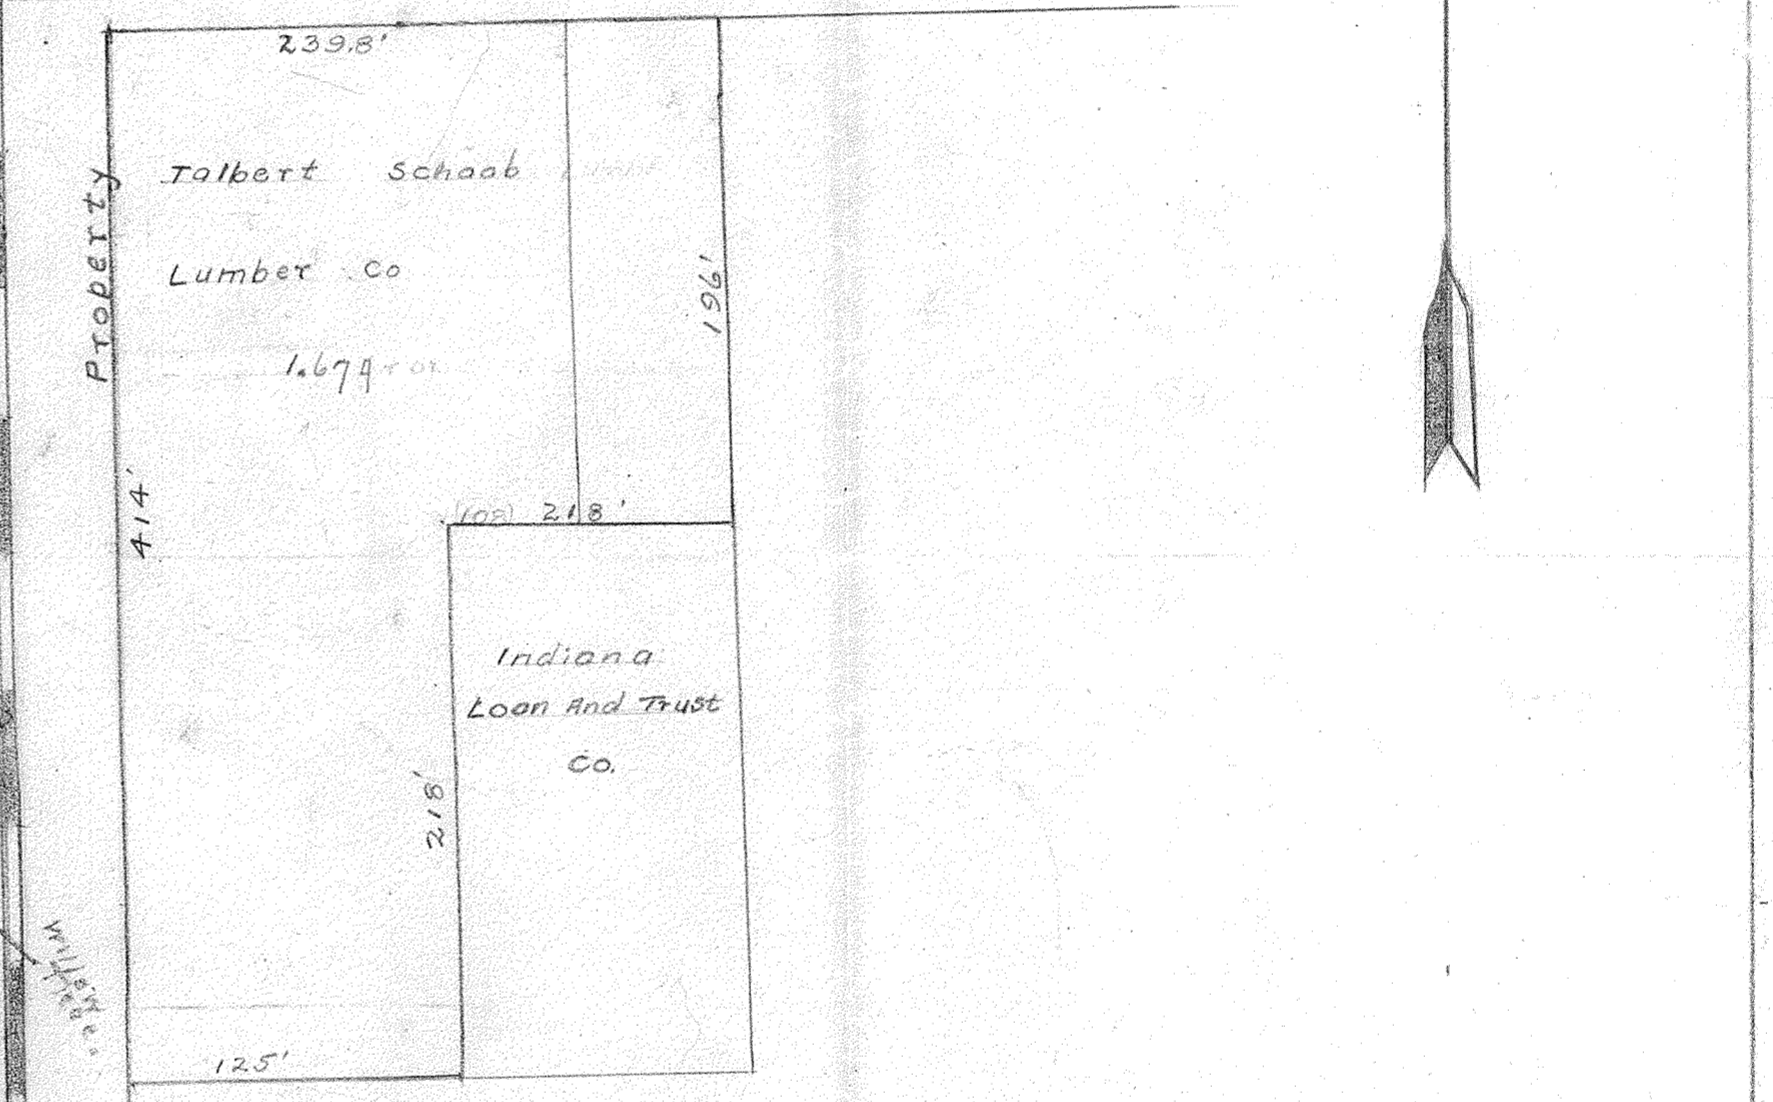 239.8'
Property
Talbert Schaab
Lumber Co
196'
1.679
414'
(108) 218'
Indiana
Loan And Trust
Co.
218'
125'